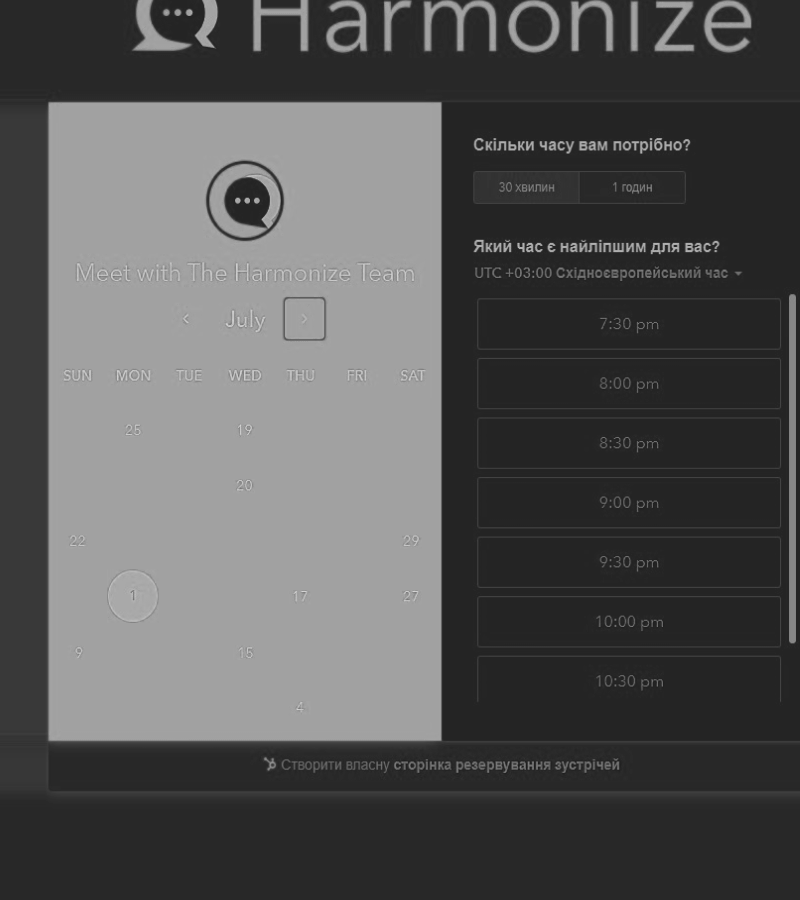 Harmonize
Meet with The Harmonize Team
July
SUN MON TUE WED THU FRI SAT
25 19
20
22 29
1 17 27
9 15
4
Скільки часу вам потрібно?
30 хвилин 1 годин
Який час є найліпшим для вас?
UTC +03:00 Східноєвропейський час
7:30 pm
8:00 pm
8:30 pm
9:00 pm
9:30 pm
10:00 pm
10:30 pm
Створити власну сторінка резервування зустрічей